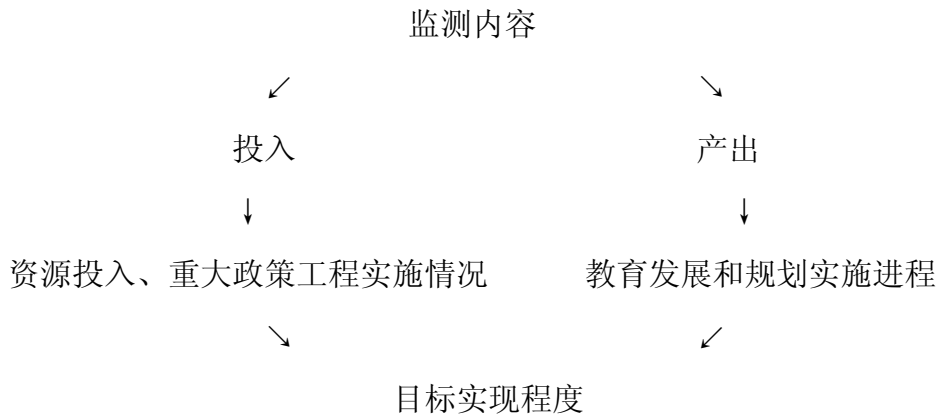 监测内容
↙ ↘
投入 产出
↓ ↓
资源投入、重大政策工程实施情况 教育发展和规划实施进程
↘ ↙
目标实现程度